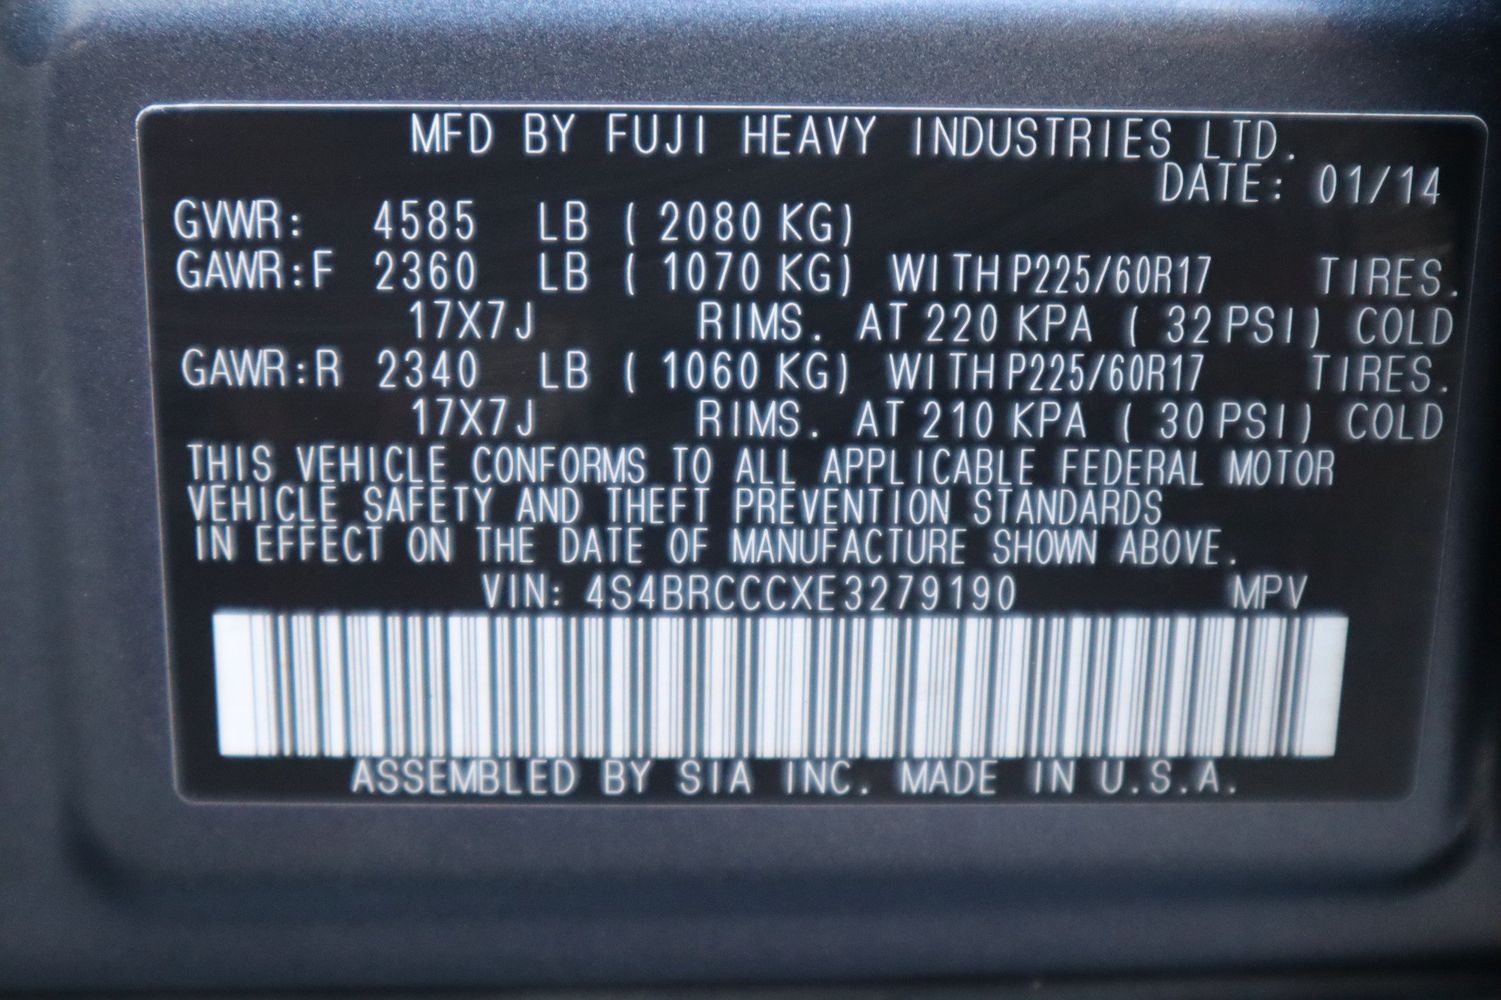 MFD BY FUJI HEAVY INDUSTRIES LTD.
DATE: 01/14
GVWR: 4585 LB ( 2080 KG)
GAWR:F 2360 LB ( 1070 KG) WITH P225/60R17 TIRES.
17X7J RIMS. AT 220 KPA ( 32 PSI) COLD
GAWR:R 2340 LB ( 1060 KG) WITH P225/60R17 TIRES.
17X7J RIMS. AT 210 KPA ( 30 PSI) COLD
THIS VEHICLE CONFORMS TO ALL APPLICABLE FEDERAL MOTOR
VEHICLE SAFETY AND THEFT PREVENTION STANDARDS
IN EFFECT ON THE DATE OF MANUFACTURE SHOWN ABOVE.
VIN: 4S4BRCCCXE3279190 MPV
ASSEMBLED BY SIA INC. MADE IN U.S.A.